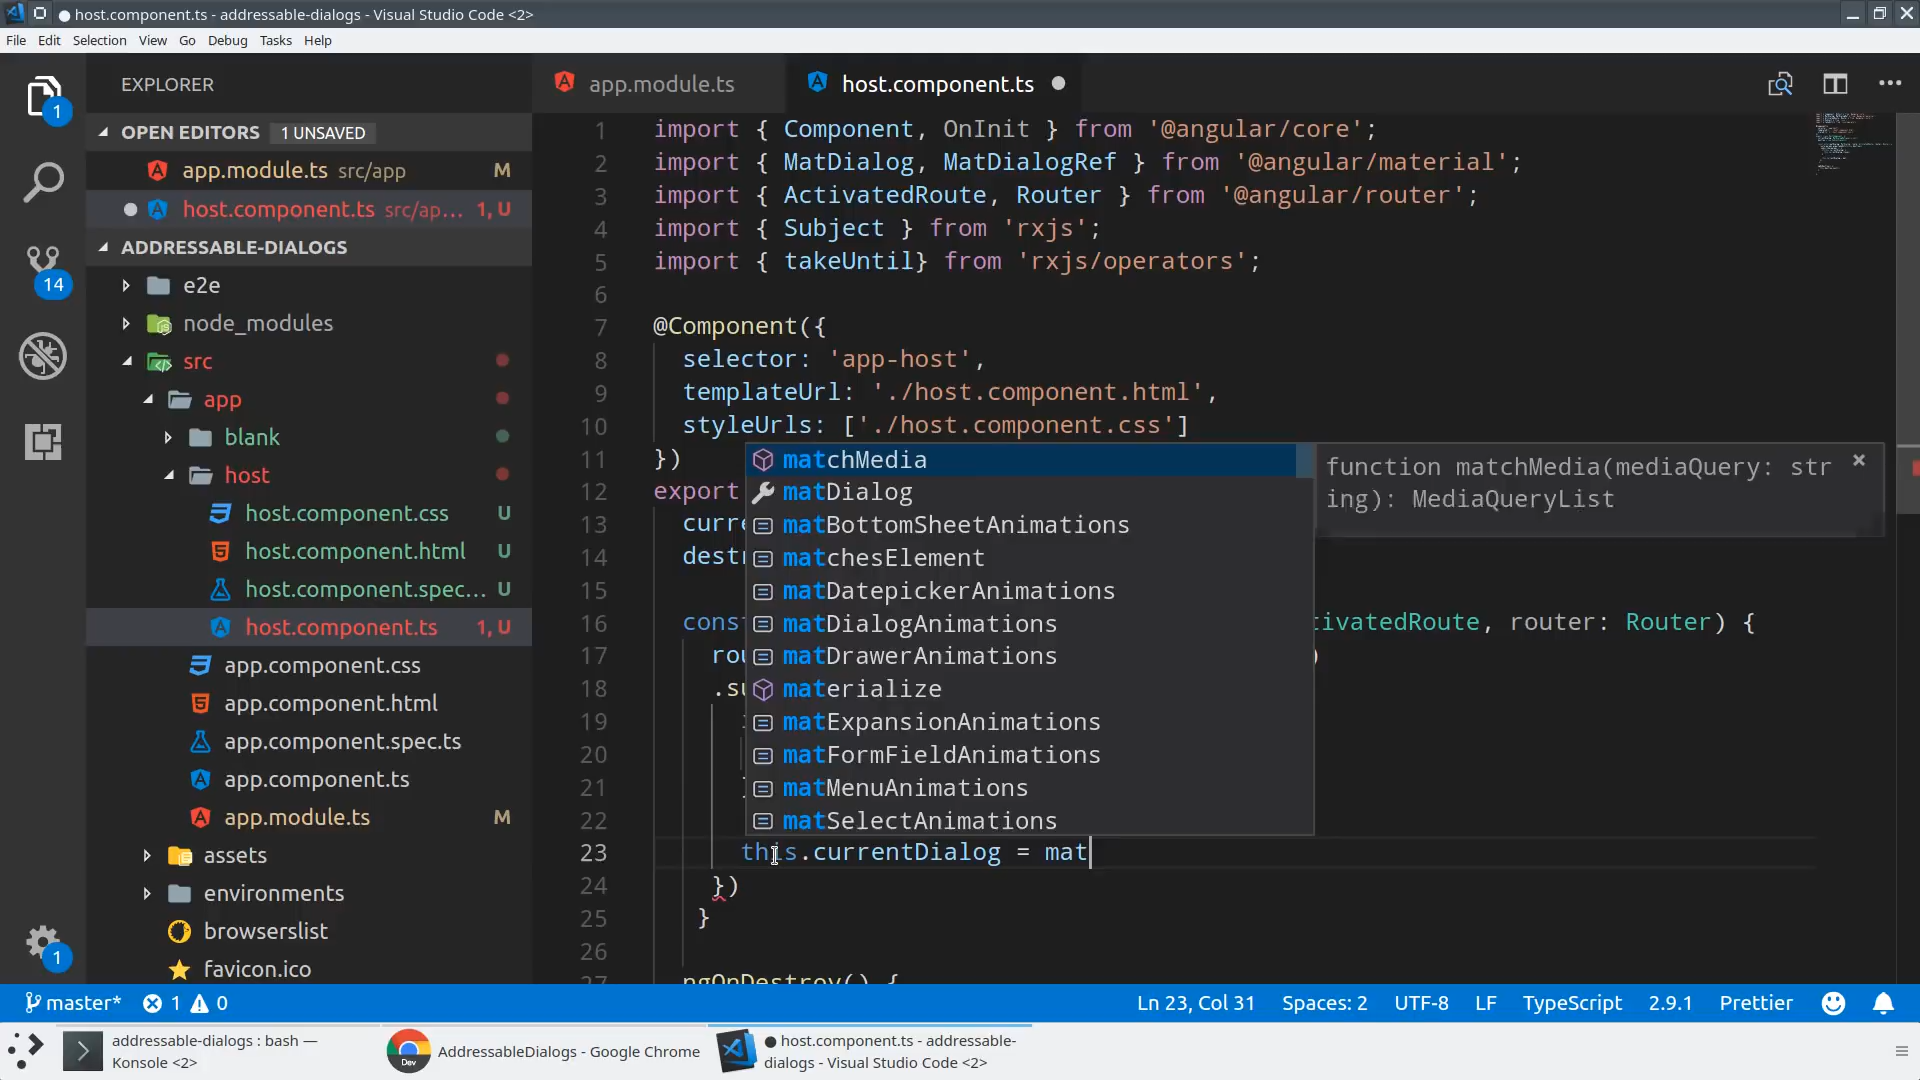 host.component.ts - addressable-dialogs - Visual Studio Code <2>
File Edit Selection View Go Debug Tasks Help
EXPLORER
app.module.ts
host.component.ts
1
OPEN EDITORS 1 UNSAVED
app.module.ts src/app M
host.component.ts src/ap... 1, U
ADDRESSABLE-DIALOGS
14
e2e
node_modules
src
app
blank
host
host.component.css U
host.component.html U
host.component.spec... U
host.component.ts 1, U
app.component.css
app.component.html
app.component.spec.ts
app.component.ts
app.module.ts M
assets
environments
browserslist
favicon.ico
1
1 import { Component, OnInit } from '@angular/core';
2 import { MatDialog, MatDialogRef } from '@angular/material';
3 import { ActivatedRoute, Router } from '@angular/router';
4 import { Subject } from 'rxjs';
5 import { takeUntil} from 'rxjs/operators';
6
7 @Component({
8 selector: 'app-host',
9 templateUrl: './host.component.html',
10 styleUrls: ['./host.component.css']
11 })
12 export
13 curre
14 destr
15
16 const tivatedRoute, router: Router) {
17 rou )
18 .su
19
20
21
22
23 this.currentDialog = mat
24 })
25 }
26
27 ngOnDestroy() {
matchMedia
matDialog
matBottomSheetAnimations
matchesElement
matDatepickerAnimations
matDialogAnimations
matDrawerAnimations
materialize
matExpansionAnimations
matFormFieldAnimations
matMenuAnimations
matSelectAnimations
function matchMedia(mediaQuery: str
ing): MediaQueryList
master* 1 0 Ln 23, Col 31 Spaces: 2 UTF-8 LF TypeScript 2.9.1 Prettier
addressable-dialogs : bash —
Konsole <2>
Dev
AddressableDialogs - Google Chrome
host.component.ts - addressable-
dialogs - Visual Studio Code <2>